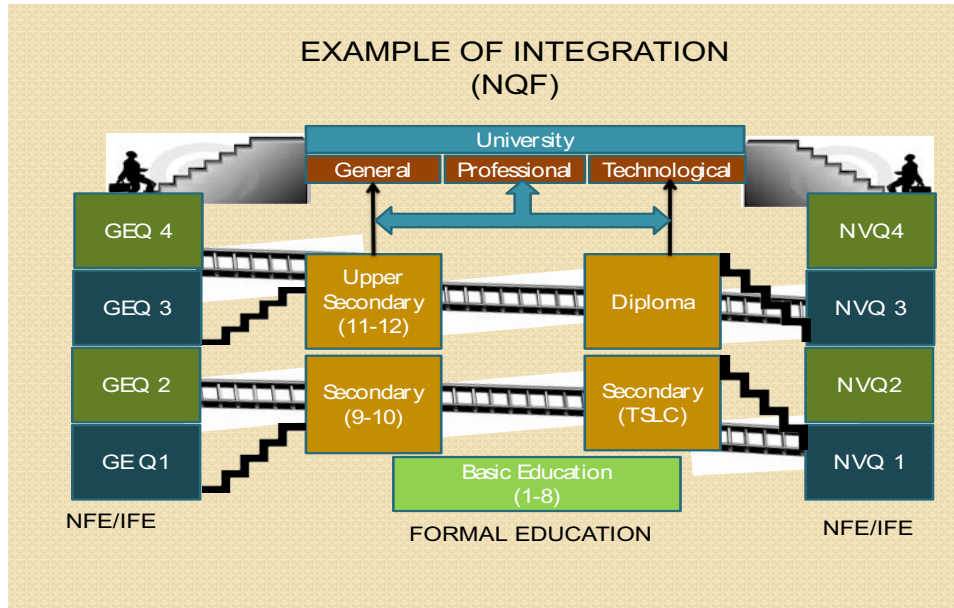 EXAMPLE OF INTEGRATION
(NQF)
University
General
Professional
Technological
GEQ 4
NVQ4
Upper
Secondary
(11-12)
Diploma
GEQ 3
NVQ 3
GEQ 2
NVQ2
Secondary
(9-10)
Secondary
(TSLC)
GE Q1
NVQ 1
Basic Education
(1-8)
NFE/IFE
FORMAL EDUCATION
NFE/IFE